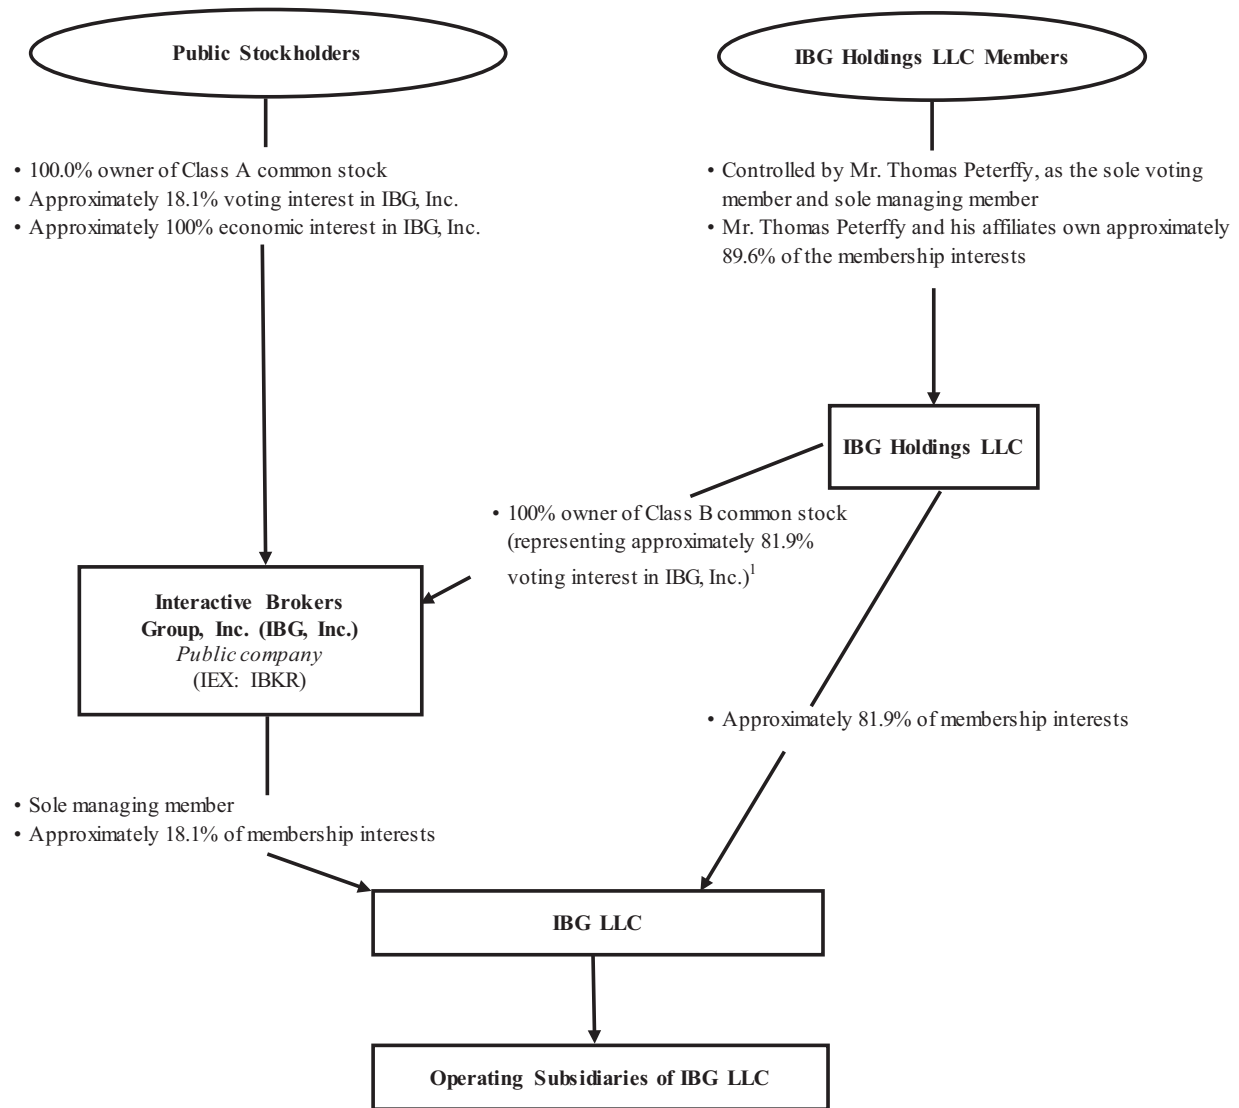 Public Stockholders
IBG Holdings LLC Members
• 100.0% owner of Class A common stock
• Approximately 18.1% voting interest in IBG, Inc.
• Approximately 100% economic interest in IBG, Inc.
• Controlled by Mr. Thomas Peterffy, as the sole voting
member and sole managing member
• Mr. Thomas Peterffy and his affiliates own approximately
89.6% of the membership interests
IBG Holdings LLC
• 100% owner of Class B common stock
(representing approximately 81.9%
voting interest in IBG, Inc.)¹
Interactive Brokers
Group, Inc. (IBG, Inc.)
Public company
(IEX: IBKR)
• Approximately 81.9% of membership interests
• Sole managing member
• Approximately 18.1% of membership interests
IBG LLC
Operating Subsidiaries of IBG LLC